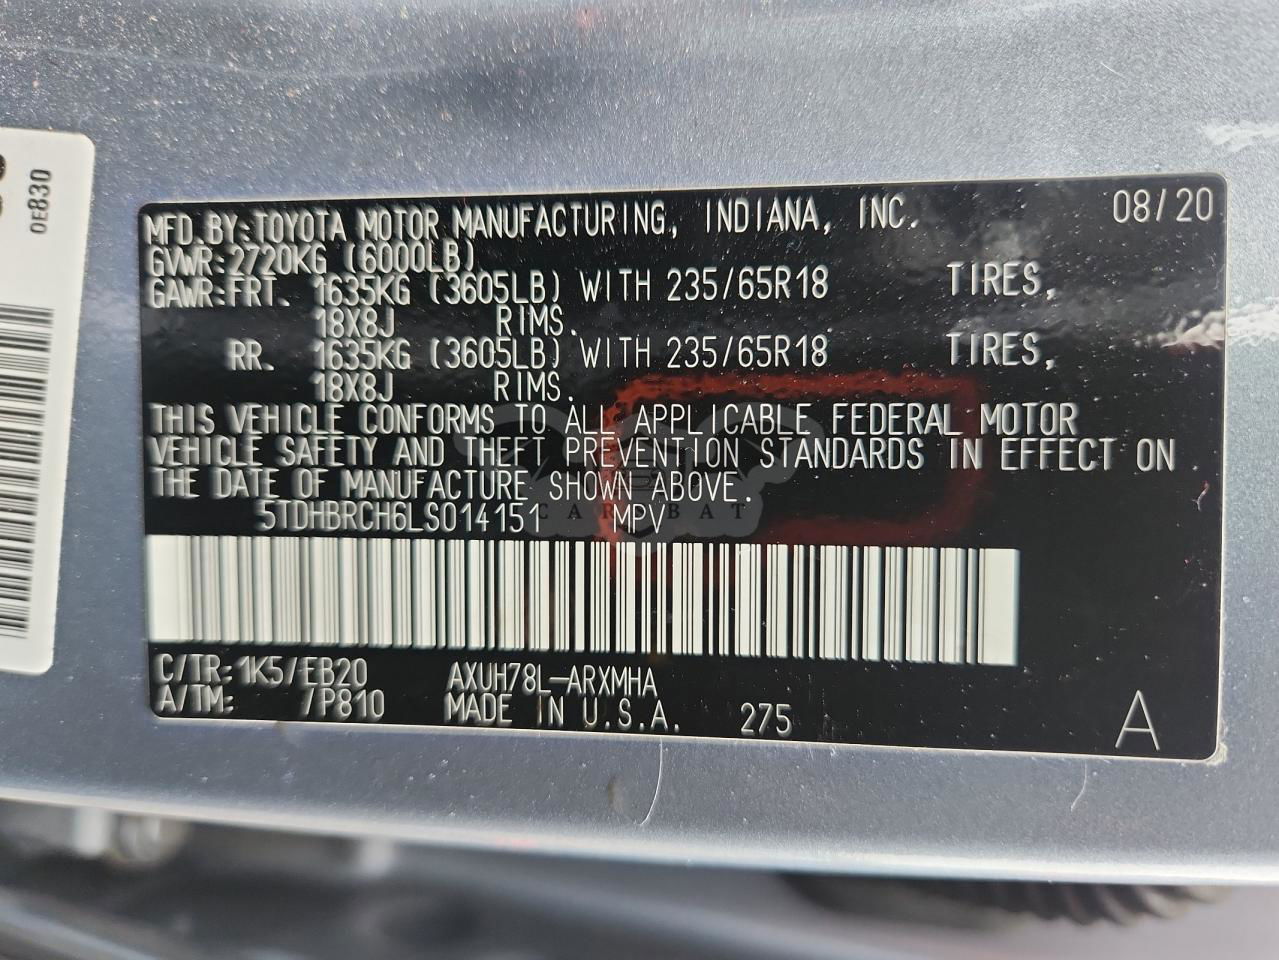 0E830
MFD.BY:TOYOTA MOTOR MANUFACTURING, INDIANA, INC. 08/20
GVWR:2720KG (6000LB)
GAWR:FRT. 1635KG (3605LB) WITH 235/65R18 TIRES,
18X8J RIMS.
RR. 1635KG (3605LB) WITH 235/65R18 TIRES,
18X8J RIMS.
THIS VEHICLE CONFORMS TO ALL APPLICABLE FEDERAL MOTOR
VEHICLE SAFETY AND THEFT PREVENTION STANDARDS IN EFFECT ON
THE DATE OF MANUFACTURE SHOWN ABOVE.
5TDHBRCH6LS014151 MPV
CARBAT
C/TR:1K5/EB20 AXUH78L-ARXMHA
A/TM: /P810 MADE IN U.S.A. 275 A